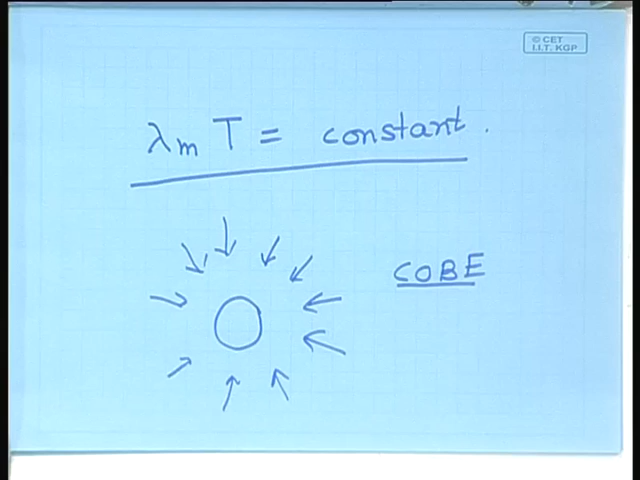 © CET
I.I.T. KGP
λm T = constant.
COBE